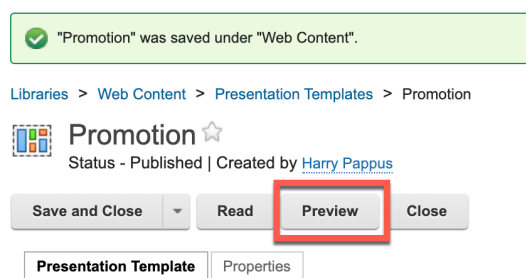 "Promotion" was saved under "Web Content".
Libraries > Web Content > Presentation Templates > Promotion
Promotion
Status - Published | Created by Harry Pappus
Save and Close Read Preview Close
Presentation Template Properties